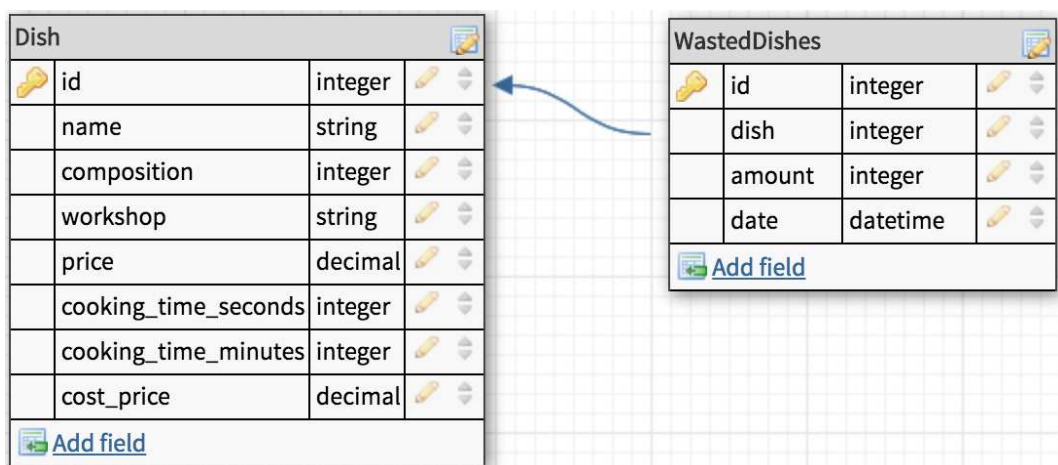 Dish
id integer
name string
composition integer
workshop string
price decimal
cooking_time_seconds integer
cooking_time_minutes integer
cost_price decimal
Add field
WastedDishes
id integer
dish integer
amount integer
date datetime
Add field